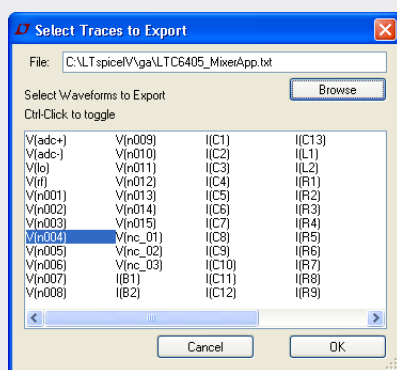 Select Traces to Export
File: C:\LTspiceIV\ga\LTC6405_MixerApp.txt
Select Waveforms to Export
Browse
Ctrl-Click to toggle
V(adc+) V(n009) I(C1) I(C13)
V(adc-) V(n010) I(C2) I(L1)
V(lo) V(n011) I(C3) I(L2)
V(rf) V(n012) I(C4) I(R1)
V(n001) V(n013) I(C5) I(R2)
V(n002) V(n014) I(C6) I(R3)
V(n003) V(n015) I(C7) I(R4)
V(n004) V(nc_01) I(C8) I(R5)
V(n005) V(nc_02) I(C9) I(R6)
V(n006) V(nc_03) I(C10) I(R7)
V(n007) I(B1) I(C11) I(R8)
V(n008) I(B2) I(C12) I(R9)
Cancel OK